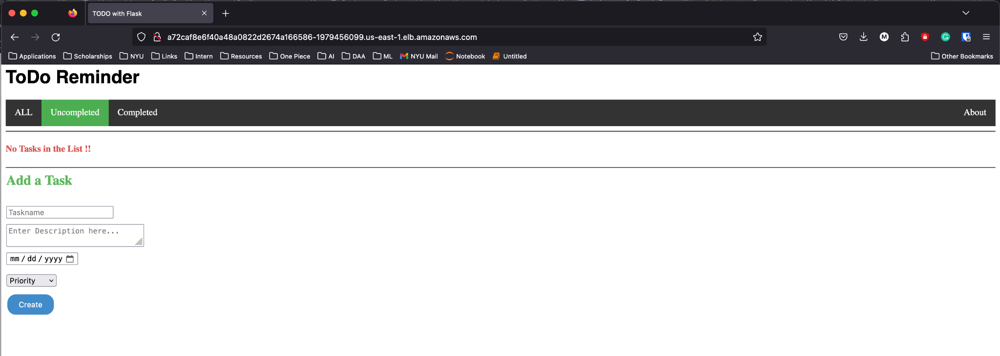 TODO with Flask
a72caf8e6f40a48a0822d2674a166586-1979456099.us-east-1.elb.amazonaws.com
Applications Scholarships NYU Links Intern Resources One Piece AI DAA ML NYU Mail Notebook Untitled Other Bookmarks
ToDo Reminder
ALL Uncompleted Completed About
No Tasks in the List !!
Add a Task
Taskname
Enter Description here...
mm / dd / yyyy
Priority
Create